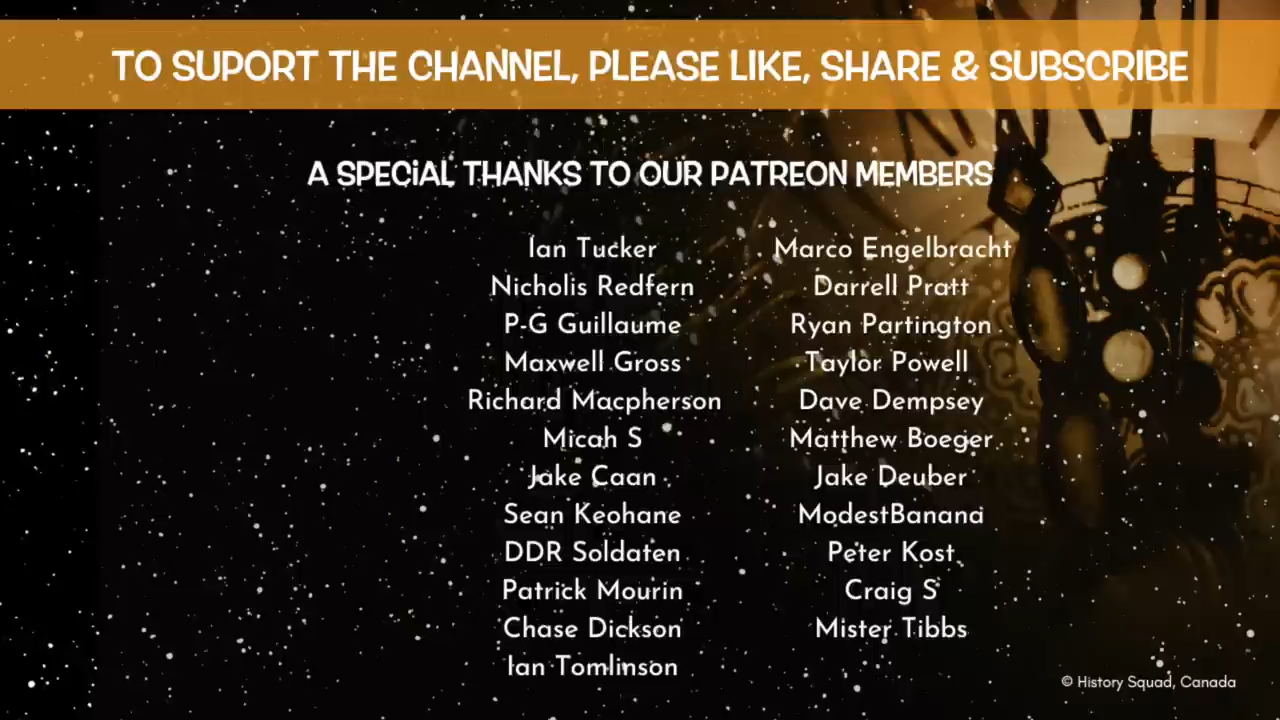 TO SUPORT THE CHANNEL, PLEASE LIKE, SHARE & SUBSCRIBE
A SPECiAL THANKS TO OUR PATREON MEMBERS
Ian Tucker
Nicholis Redfern
P-G Guillaume
Maxwell Gross
Richard Macpherson
Micah S
Jake Caan
Sean Keohane
DDR Soldaten
Patrick Mourin
Chase Dickson
Ian Tomlinson
Marco Engelbracht
Darrell Pratt
Ryan Partington
Taylor Powell
Dave Dempsey
Matthew Boeger
Jake Deuber
ModestBanana
Peter Kost
Craig S
Mister Tibbs
© History Squad, Canada